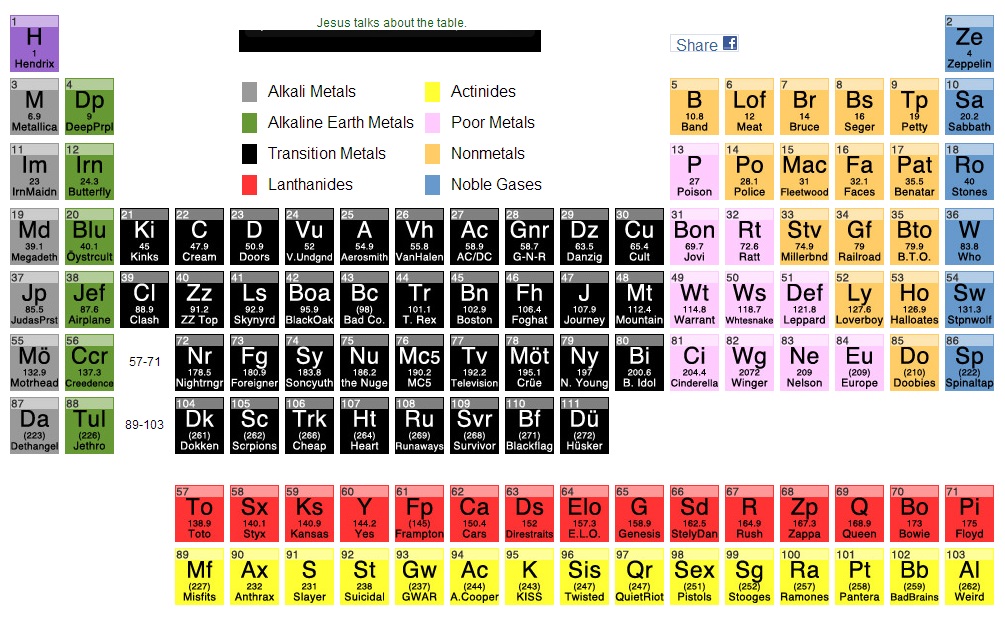 Jesus talks about the table.
Share f
Alkali Metals
Alkaline Earth Metals
Transition Metals
Lanthanides
Actinides
Poor Metals
Nonmetals
Noble Gases
1 2
H Ze
1 4
Hendrix Zeppelin
3 4 5 6 7 8 9 10
M Dp B Lof Br Bs Tp Sa
6.9 9 10.8 12 14 16 19 20.2
Metallica DeepPrpl Band Meat Bruce Seger Petty Sabbath
11 12 13 14 15 16 17 18
Im Irn P Po Mac Fa Pat Ro
23 24.3 27 28.1 31 32.1 35.5 40
IrnMaidn Butterfly Poison Police Fleetwood Faces Benatar Stones
19 20 21 22 23 24 25 26 27 28 29 30 31 32 33 34 35 36
Md Blu Ki C D Vu A Vh Ac Gnr Dz Cu Bon Rt Stv Gf Bto W
39.1 40.1 45 47.9 50.9 52 54.9 55.8 58.9 58.7 63.5 65.4 69.7 72.6 74.9 79 79.9 83.8
Megadeth Öystrcult Kinks Cream Doors V.Undgnd Aerosmith VanHalen AC/DC G-N-R Danzig Cult Jovi Ratt Millerbnd Railroad B.T.O. Who
37 38 39 40 41 42 43 44 45 46 47 48 49 50 51 52 53 54
Jp Jef Cl Zz Ls Boa Bc Tr Bn Fh J Mt Wt Ws Def Ly Ho Sw
85.5 87.6 88.9 91.2 92.9 95.9 (98) 101.1 102.9 106.4 107.9 112.4 114.8 118.7 121.8 127.6 126.9 131.3
JudasPrst Airplane Clash ZZ Top Skynyrd BlackOak Bad Co. T. Rex Boston Foghat Journey Mountain Warrant Whtesnake Leppard Loverboy Halloates Stpnwolf
55 56 57-71 72 73 74 75 76 77 78 79 80 81 82 83 84 85 86
Mö Ccr Nr Fg Sy Nu Mc5 Tv Möt Ny Bi Ci Wg Ne Eu Do Sp
132.9 137.3 178.5 180.9 183.8 186.2 190.2 192.2 195.1 197 200.6 204.4 2072 209 (209) (210) (222)
Motrhead Creedence Nightrngr Foreigner Soncyuth the Nuge MC5 Television Crüe N. Young B. Idol Cinderella Winger Nelson Europe Doobies Spinaltap
87 88 89-103 104 105 106 107 108 109 110 111
Da Tul Dk Sc Trk Ht Ru Svr Bf Dü
(223) (226) (261) (262) (266) (264) (269) (268) (271) (272)
Dethangel Jethro Dokken Scrpions Cheap Heart Runaways Survivor Blackflag Hüsker
57 58 59 60 61 62 63 64 65 66 67 68 69 70 71
To Sx Ks Y Fp Ca Ds Elo G Sd R Zp Q Bo Pi
138.9 140.1 140.9 144.2 (145) 150.4 152 157.3 158.9 162.5 164.9 167.3 168.9 173 175
Toto Styx Kansas Yes Frampton Cars Direstraits E.L.O. Genesis StelyDan Rush Zappa Queen Bowie Floyd
89 90 91 92 93 94 95 96 97 98 99 100 101 102 103
Mf Ax S St Gw Ac K Sis Qr Sex Sg Ra Pt Bb Al
(227) 232 231 238 (237) (244) (243) (247) (247) (251) (252) (257) (258) (259) (262)
Misfits Anthrax Slayer Suicidal GWAR A.Cooper KISS Twisted QuietRiot Pistols Stooges Ramones Pantera BadBrains Weird